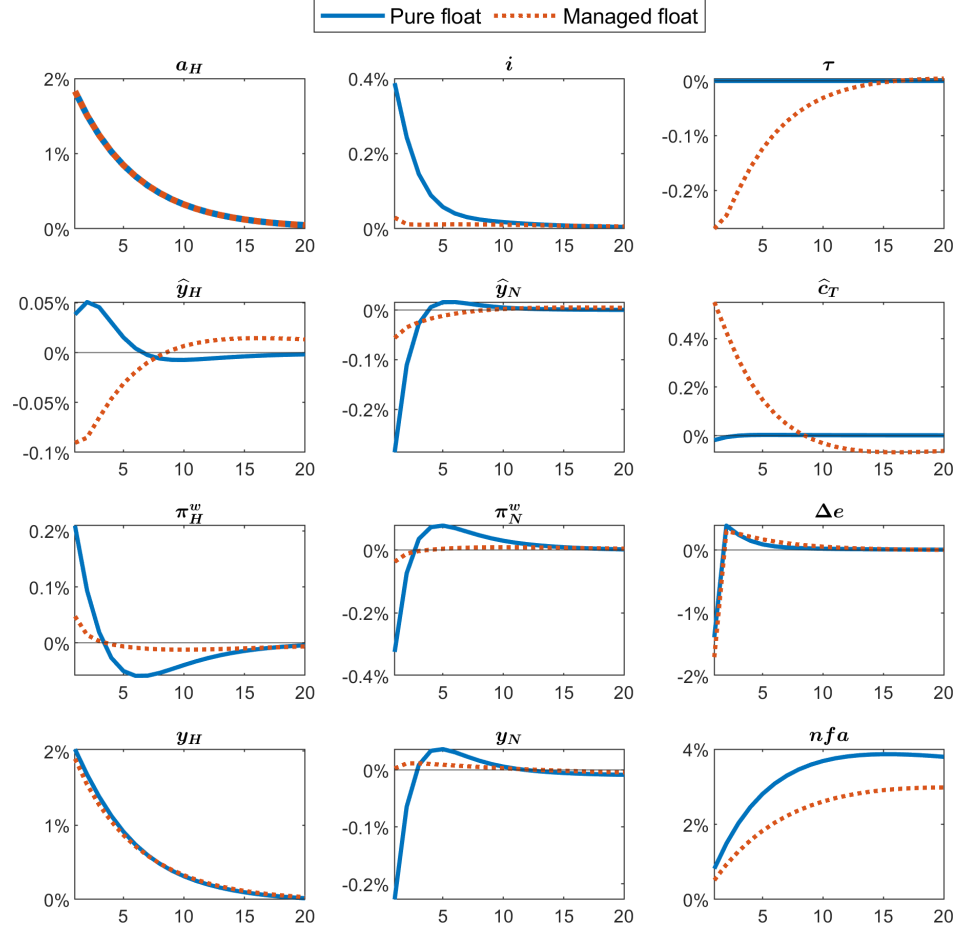 Pure float Managed float
a_H i τ
2% 0.4% 0%
1% 0.2% -0.1%
0% 0% -0.2%
5 10 15 20 5 10 15 20 5 10 15 20
ŷ_H ŷ_N ĉ_T
0.05% 0% 0.4%
0% -0.1% 0.2%
-0.05% -0.2% 0%
-0.1%
5 10 15 20 5 10 15 20 5 10 15 20
π_H^w π_N^w Δe
0.2% 0% 0%
0.1% -0.2% -1%
0% -0.4% -2%
5 10 15 20 5 10 15 20 5 10 15 20
y_H y_N nfa
2% 0% 4%
1% -0.1% 2%
0% -0.2% 0%
5 10 15 20 5 10 15 20 5 10 15 20